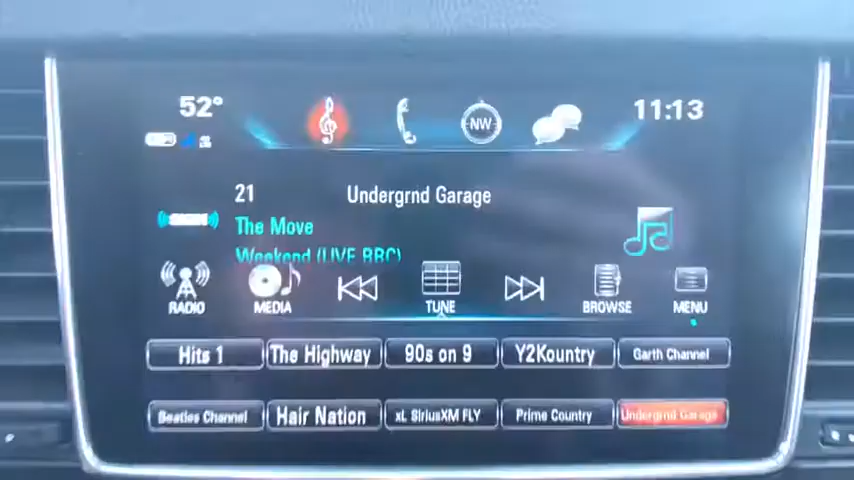 52°
NW
11:13
21 Undergrnd Garage
The Move
Weekend (LIVE BBC)
RADIO MEDIA TUNE BROWSE MENU
Hits 1 The Highway 90s on 9 Y2Kountry Garth Channel
Beatles Channel Hair Nation xL SiriusXM FLY Prime Country Undergrnd Garage